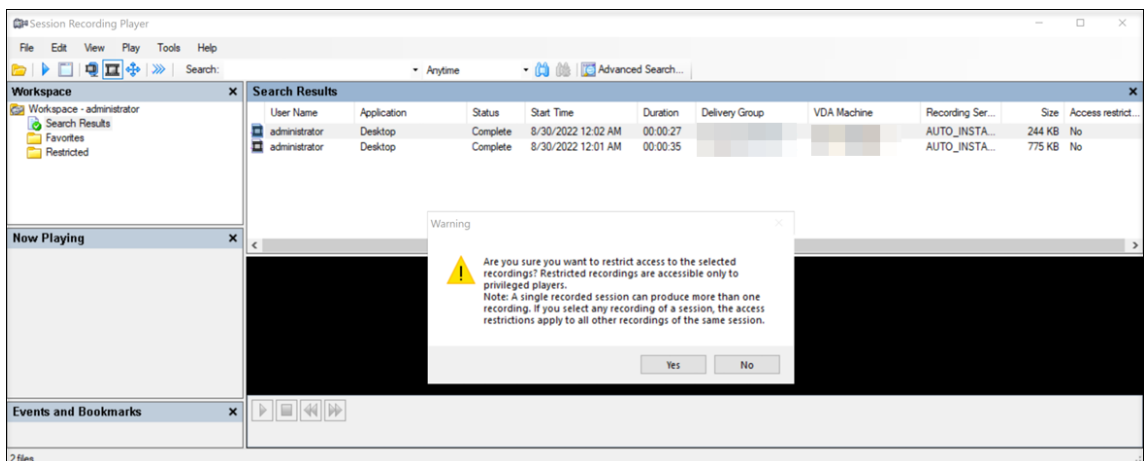 Session Recording Player
File Edit View Play Tools Help
Search: Anytime Advanced Search...
Workspace
Workspace - administrator
Search Results
Favorites
Restricted
Search Results
User Name Application Status Start Time Duration Delivery Group VDA Machine Recording Ser... Size Access restrict...
administrator Desktop Complete 8/30/2022 12:02 AM 00:00:27 AUTO_INSTA... 244 KB No
administrator Desktop Complete 8/30/2022 12:01 AM 00:00:35 AUTO_INSTA... 775 KB No
Now Playing
Warning
Are you sure you want to restrict access to the selected
recordings? Restricted recordings are accessible only to
privileged players.
Note: A single recorded session can produce more than one
recording. If you select any recording of a session, the access
restrictions apply to all other recordings of the same session.
Yes No
Events and Bookmarks
2 files